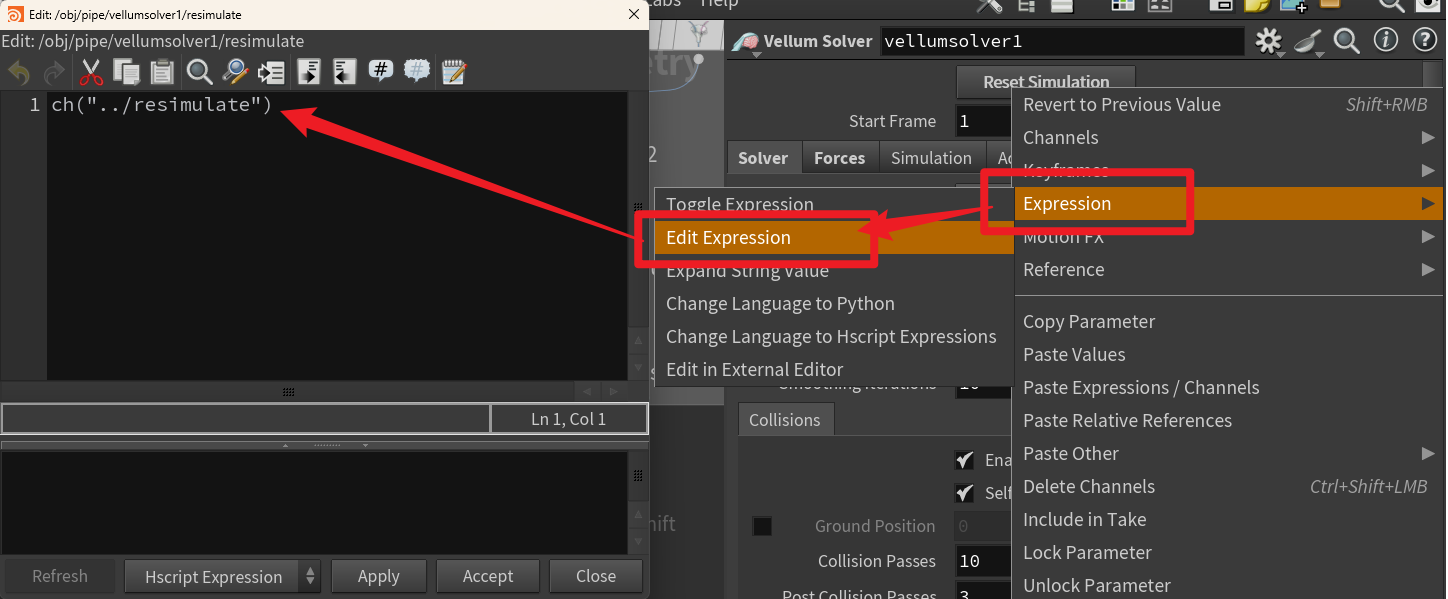 Edit: /obj/pipe/vellumsolver1/resimulate
Edit: /obj/pipe/vellumsolver1/resimulate
1 ch("../resimulate")
Ln 1, Col 1
Refresh
Hscript Expression
Apply
Accept
Close
Help
etry
2
Vellum Solver
vellumsolver1
Reset Simulation
Start Frame
1
Solver
Forces
Simulation
Toggle Expression
Edit Expression
Expand String Value
Change Language to Python
Change Language to Hscript Expressions
Edit in External Editor
Smoothing Iterations
10
Collisions
Ena
Self
Ground Position
0
Collision Passes
10
Post Collision Passes
3
Revert to Previous Value Shift+RMB
Channels
Keyframes
Expression
Motion FX
Reference
Copy Parameter
Paste Values
Paste Expressions / Channels
Paste Relative References
Paste Other
Delete Channels Ctrl+Shift+LMB
Include in Take
Lock Parameter
Unlock Parameter